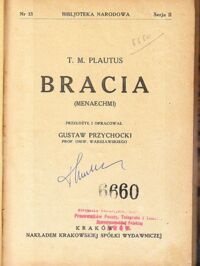 Nr 33 BIBLJOTEKA NARODOWA Serja II
6660
T. M. PLAUTUS
BRACIA
(MENAECHMI)
PRZEŁOŻYŁ I OPRACOWAŁ
GUSTAW PRZYCHOCKI
PROF. UNIW. WARSZAWSKIEGO
6660
KRAKÓW
NAKŁADEM KRAKOWSKIEJ SPÓŁKI WYDAWNICZEJ